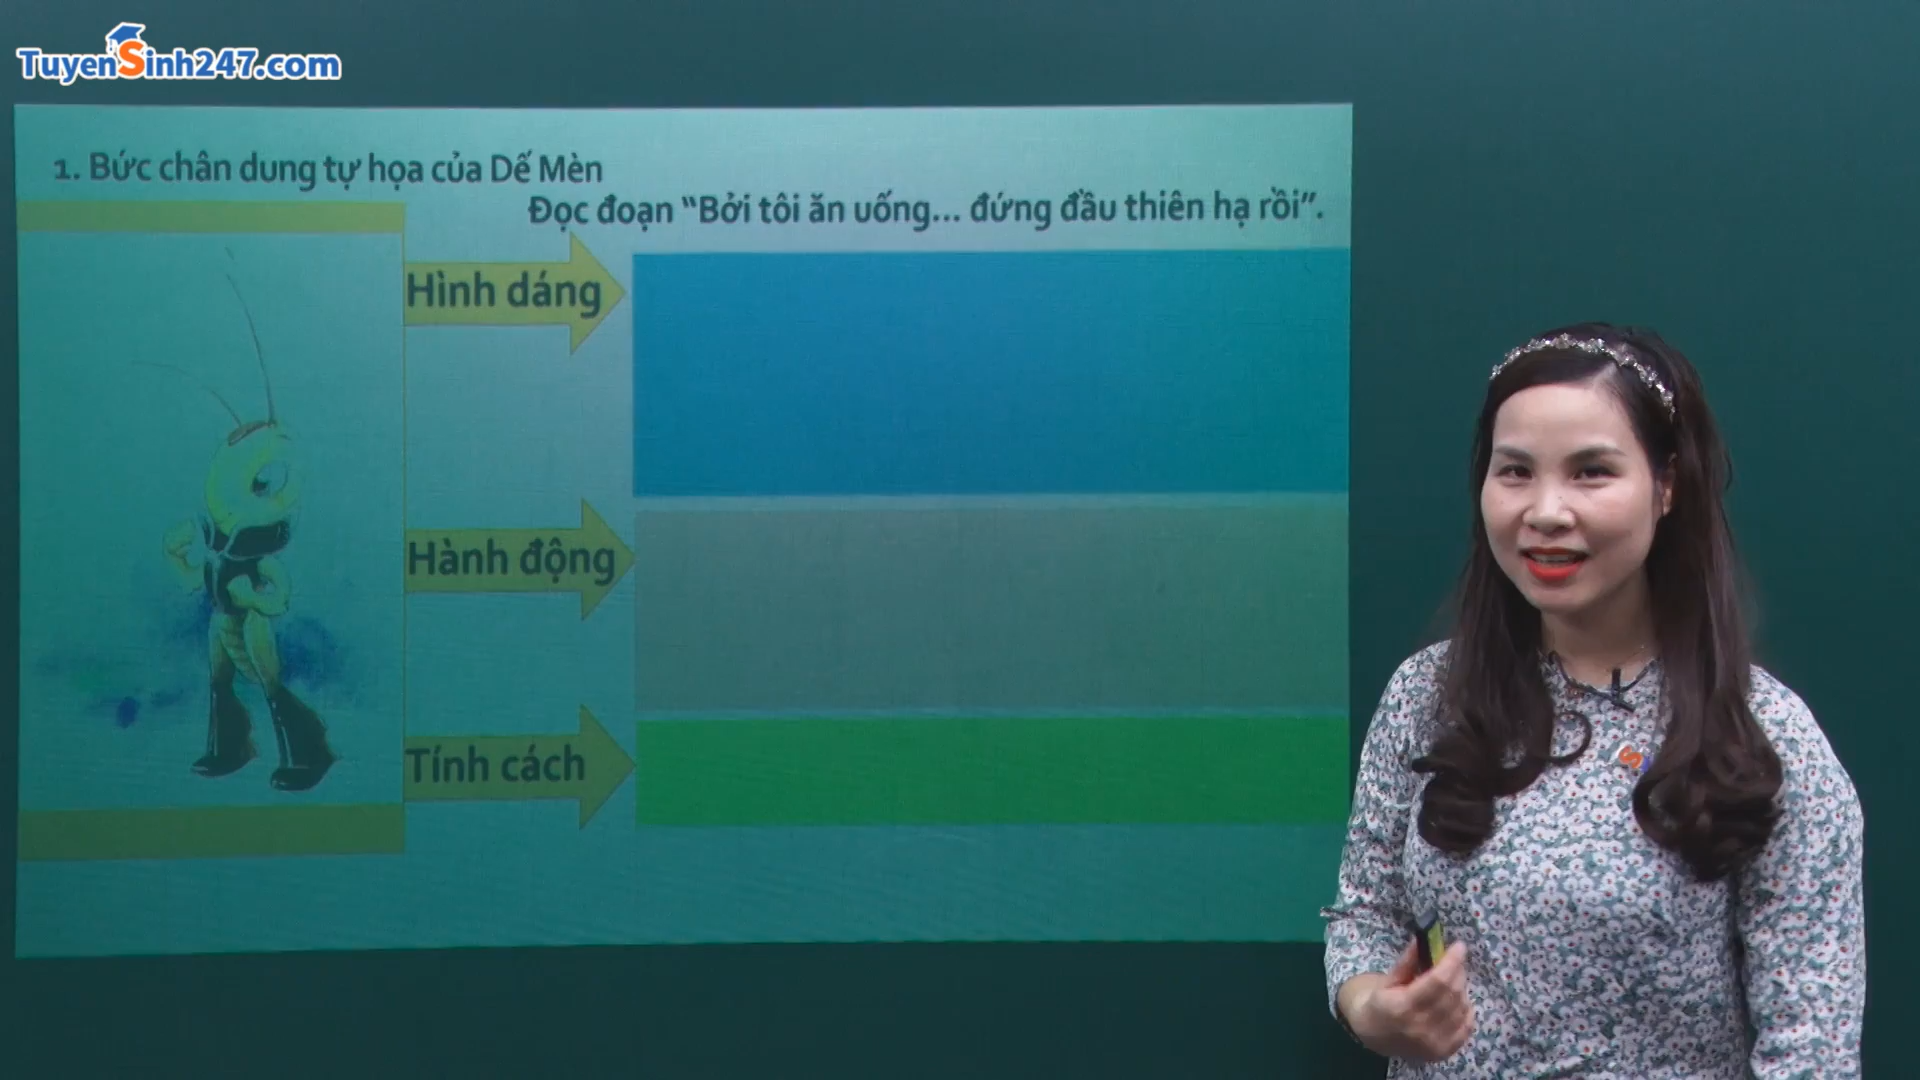 TuyenSinh247.com
1. Bức chân dung tự họa của Dế Mèn
Đọc đoạn “Bởi tôi ăn uống... đứng đầu thiên hạ rồi”.
Hình dáng
Hành động
Tính cách